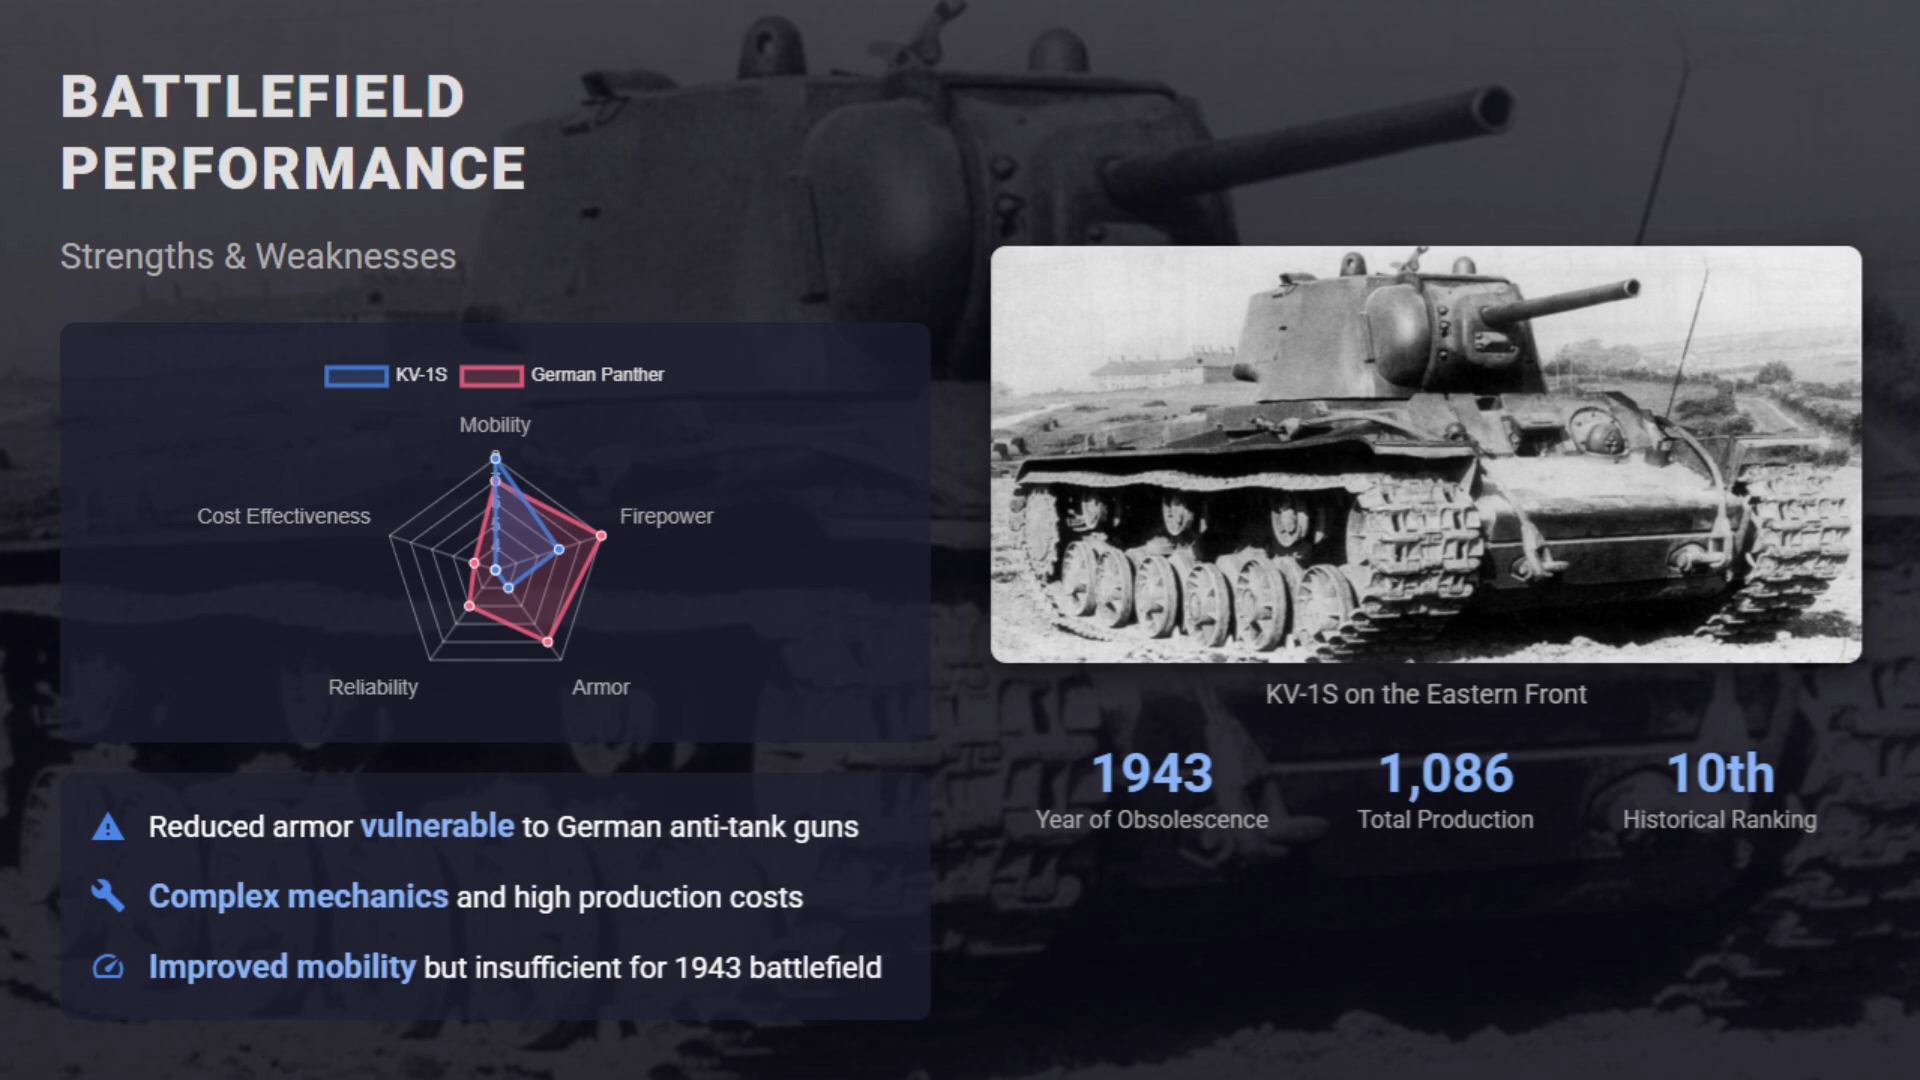 BATTLEFIELD
PERFORMANCE
Strengths & Weaknesses
KV-1S
German Panther
Mobility
Firepower
Armor
Reliability
Cost Effectiveness
Reduced armor vulnerable to German anti-tank guns
Complex mechanics and high production costs
Improved mobility but insufficient for 1943 battlefield
KV-1S on the Eastern Front
1943
Year of Obsolescence
1,086
Total Production
10th
Historical Ranking